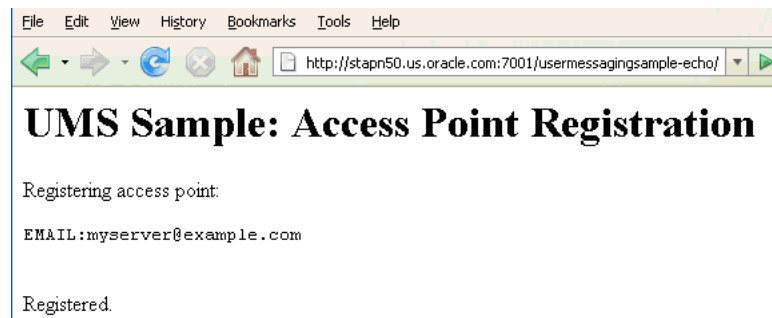 File Edit View History Bookmarks Tools Help
http://stapn50.us.oracle.com:7001/usermessagingsample-echo/
UMS Sample: Access Point Registration
Registering access point:
EMAIL:myserver@example.com
Registered.